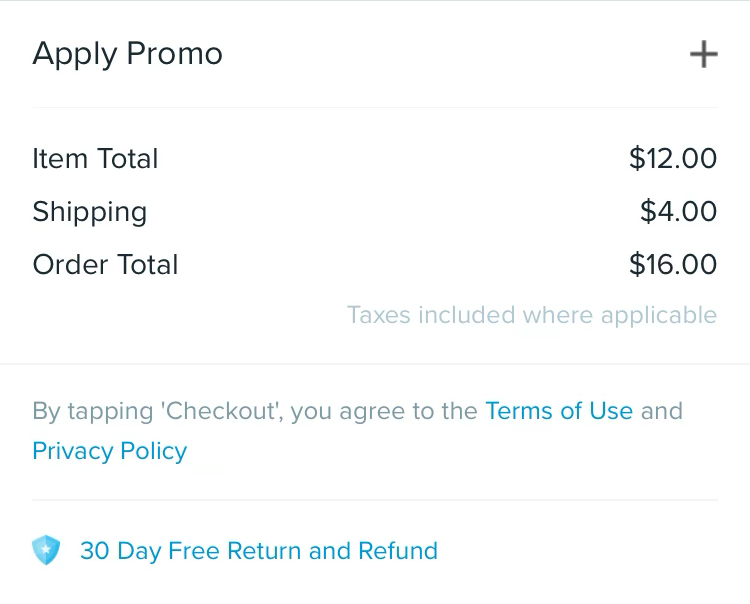 Apply Promo +
Item Total $12.00
Shipping $4.00
Order Total $16.00
Taxes included where applicable
By tapping 'Checkout', you agree to the Terms of Use and
Privacy Policy
30 Day Free Return and Refund